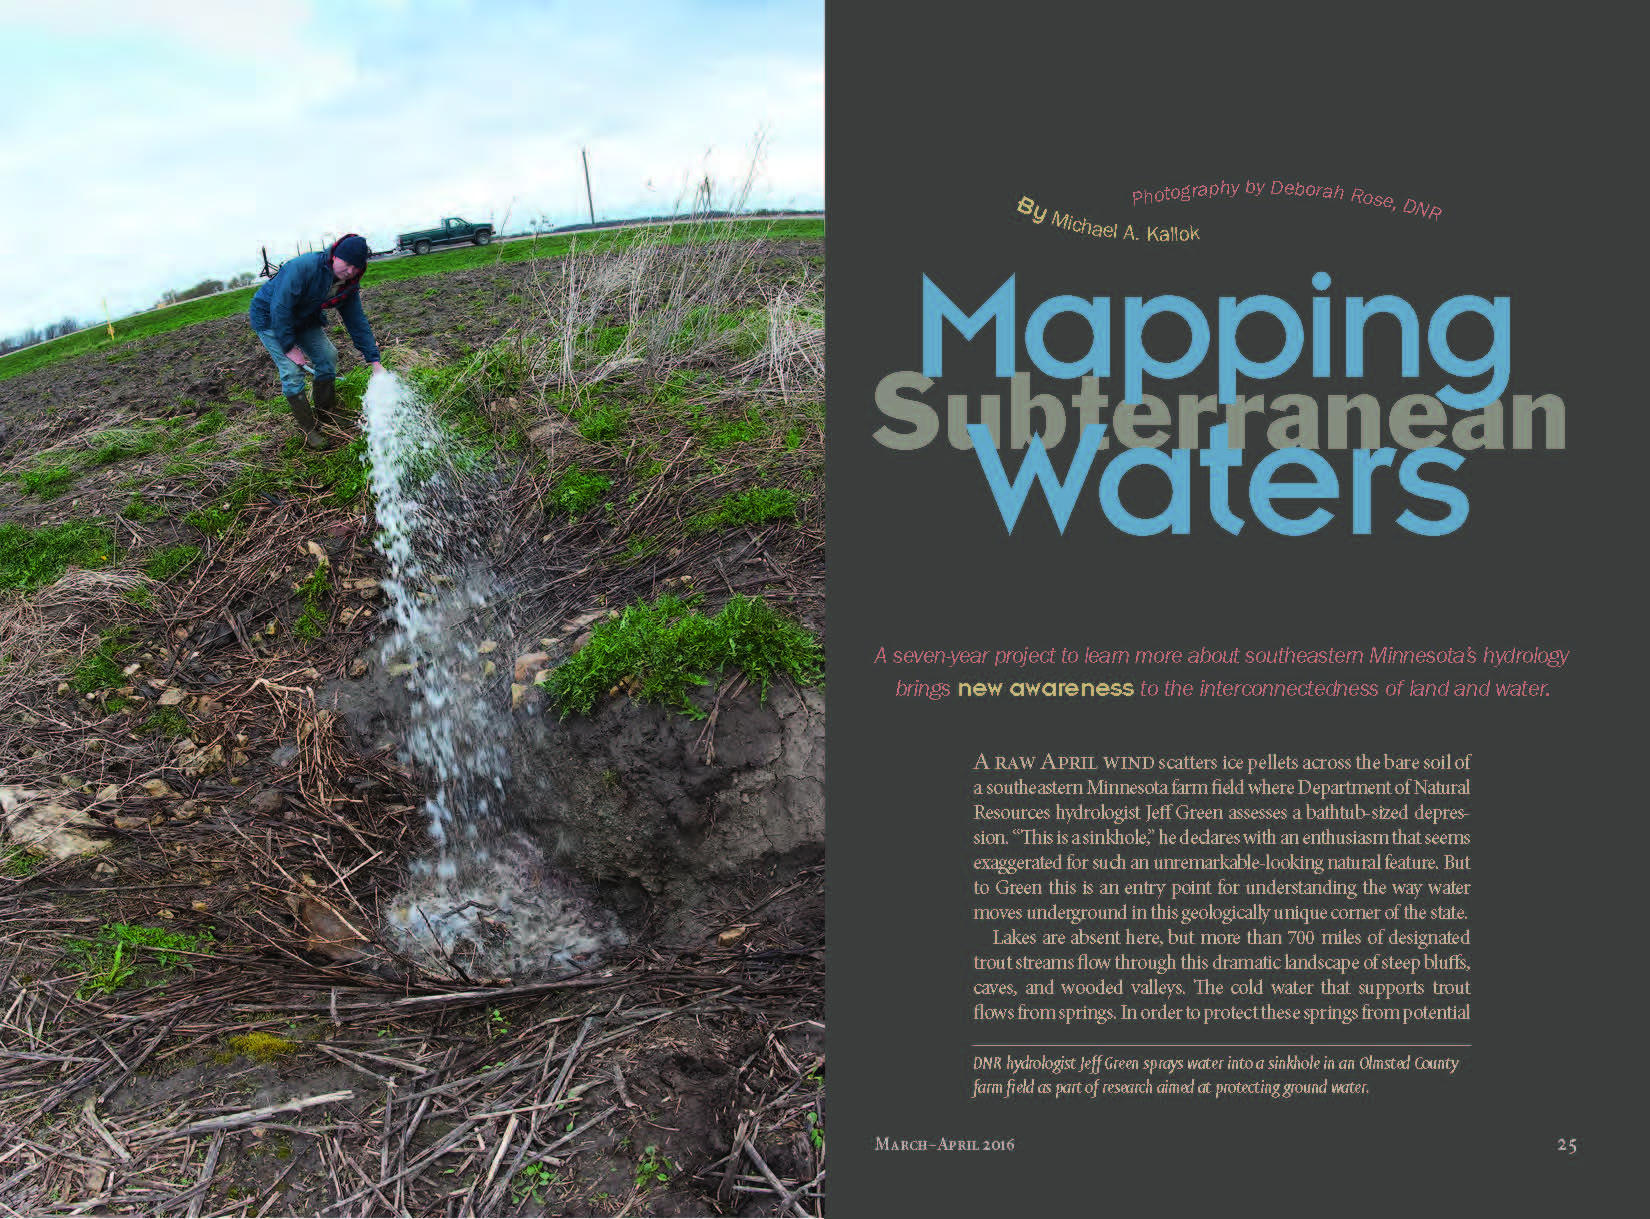 Photography by Deborah Rose, DNR
By Michael A. Kallok
Mapping
Subterranean
Waters
A seven-year project to learn more about southeastern Minnesota's hydrology
brings new awareness to the interconnectedness of land and water.
A RAW APRIL WIND scatters ice pellets across the bare soil of
a southeastern Minnesota farm field where Department of Natural
Resources hydrologist Jeff Green assesses a bathtub-sized depres-
sion. “This is a sinkhole,” he declares with an enthusiasm that seems
exaggerated for such an unremarkable-looking natural feature. But
to Green this is an entry point for understanding the way water
moves underground in this geologically unique corner of the state.
Lakes are absent here, but more than 700 miles of designated
trout streams flow through this dramatic landscape of steep bluffs,
caves, and wooded valleys. The cold water that supports trout
flows from springs. In order to protect these springs from potential
DNR hydrologist Jeff Green sprays water into a sinkhole in an Olmsted County
farm field as part of research aimed at protecting ground water.
MARCH–APRIL 2016
25